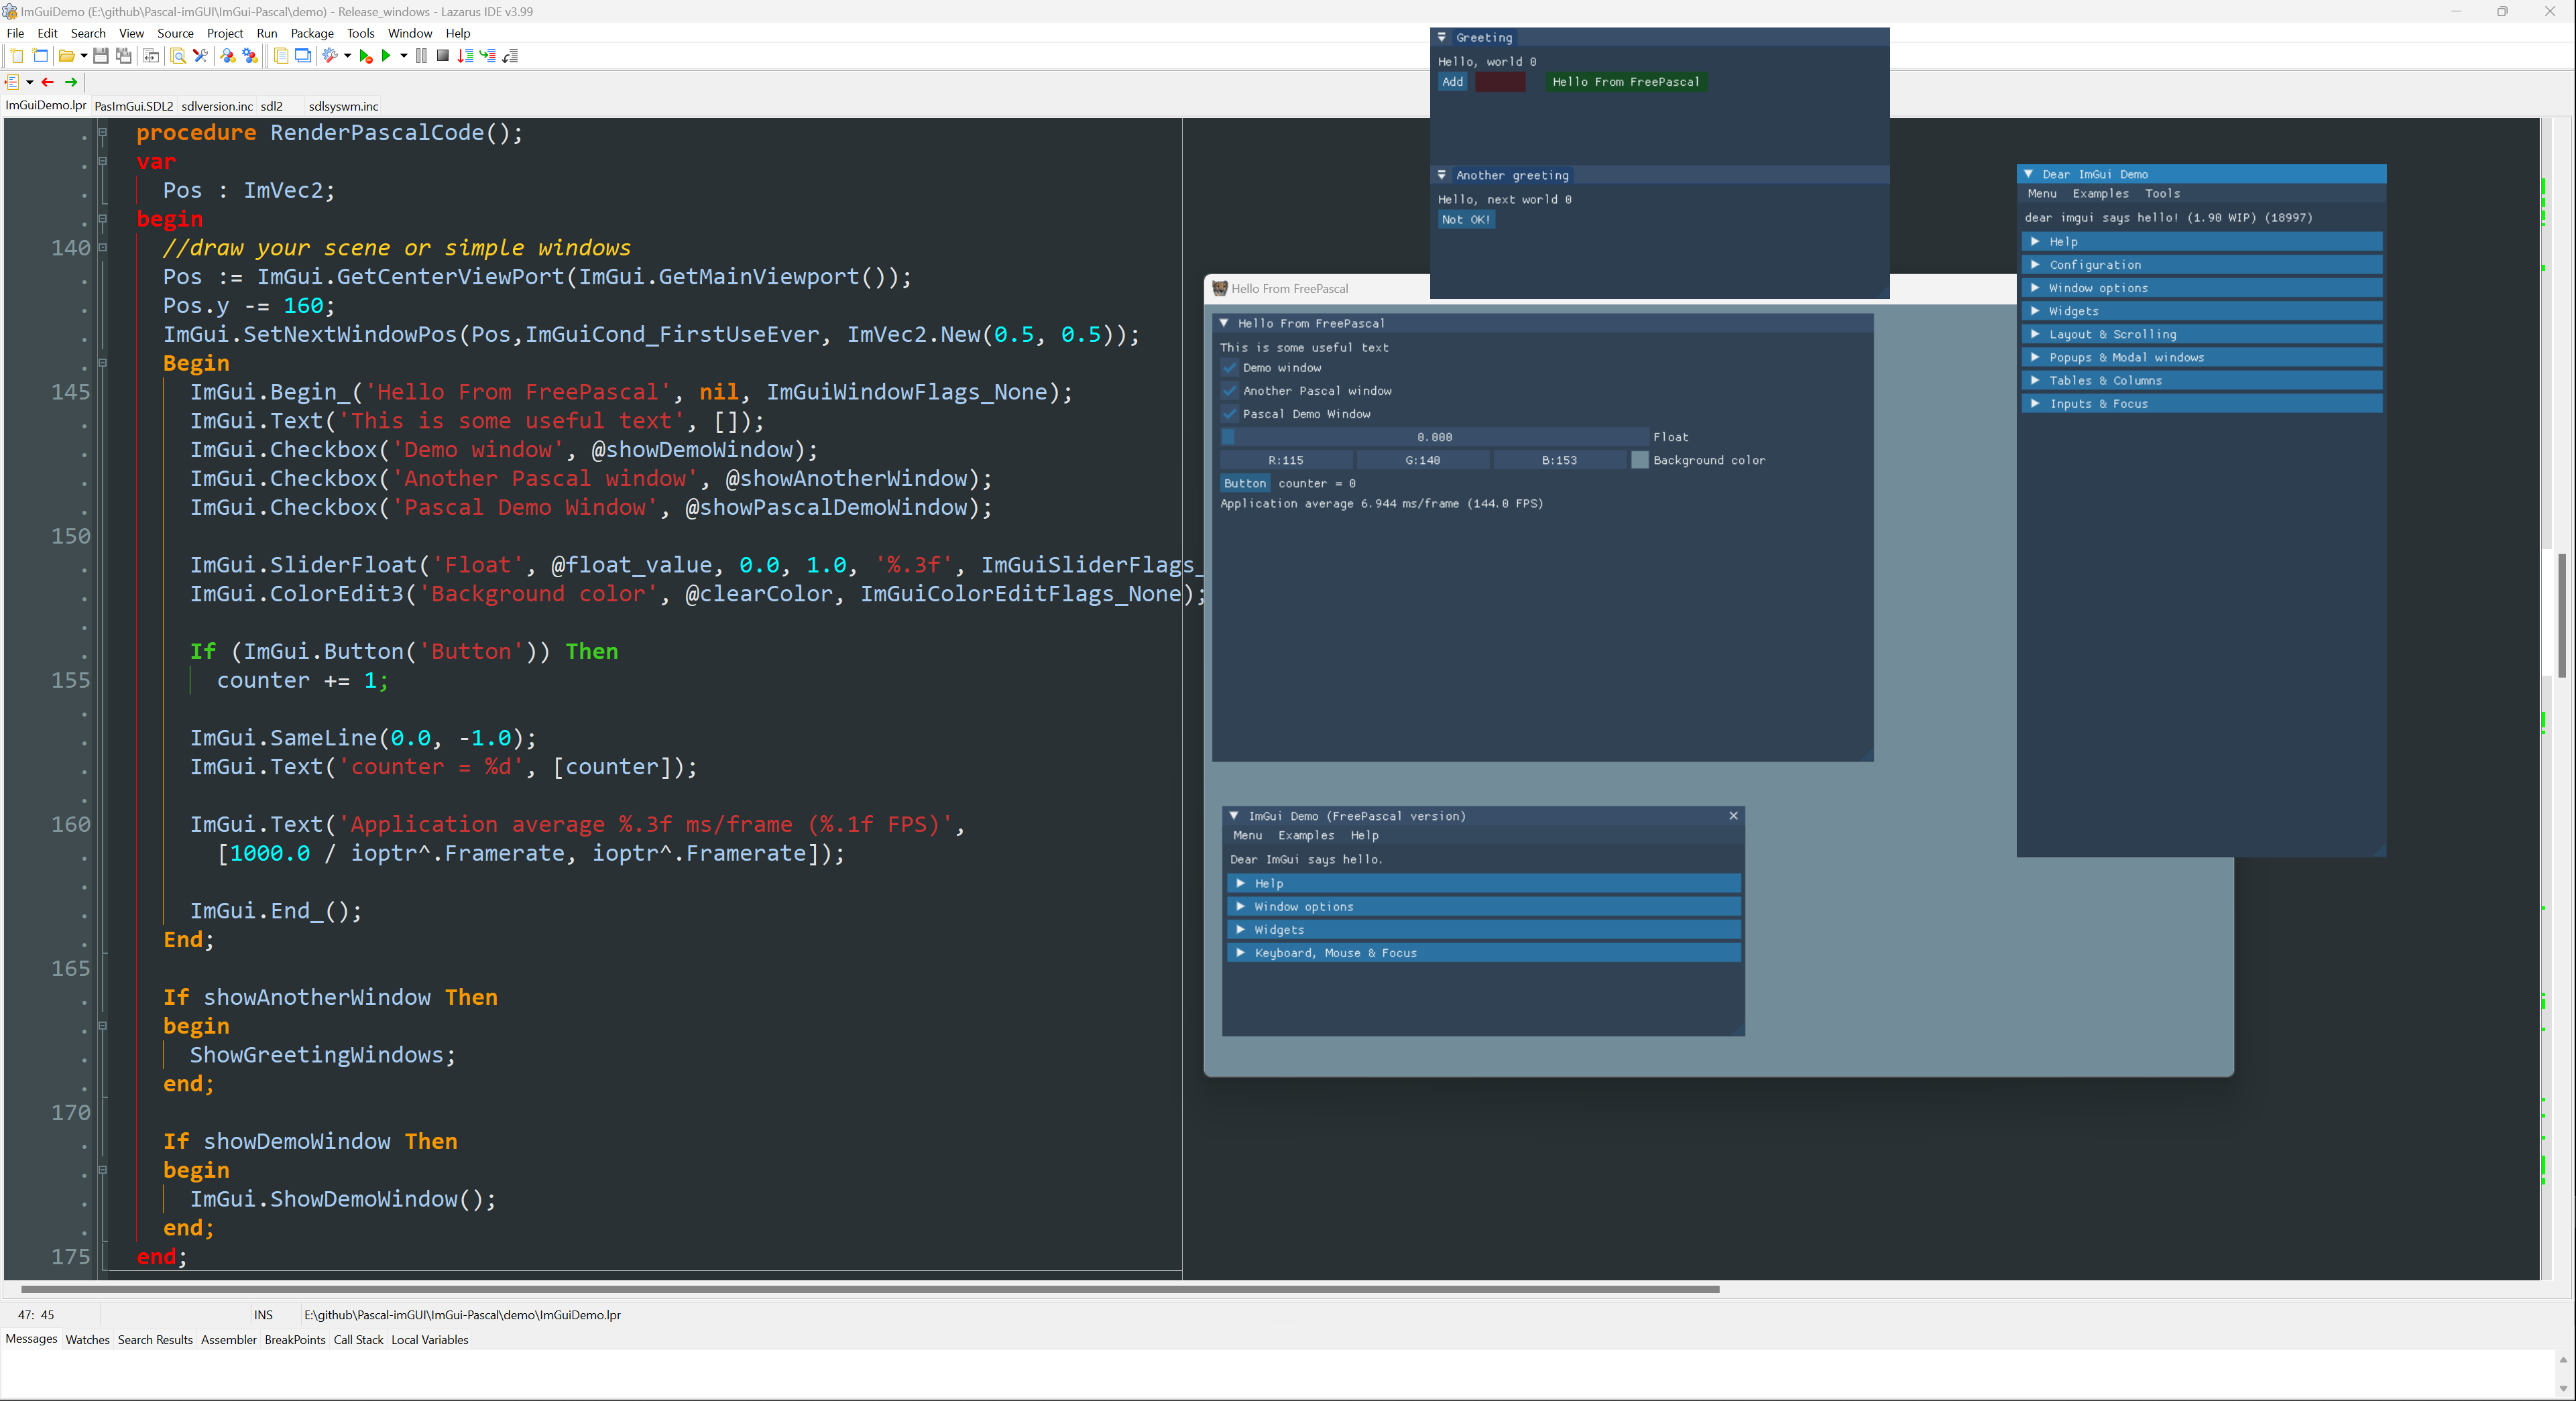 ImGuiDemo (E:\github\Pascal-imGUI\ImGui-Pascal\demo) - Release_windows - Lazarus IDE v3.99
File Edit Search View Source Project Run Package Tools Window Help
ImGuiDemo.lpr PasImGui.SDL2 sdlversion.inc sdl2 sdlsyswm.inc
procedure RenderPascalCode();
var
Pos : ImVec2;
begin
140 //draw your scene or simple windows
Pos := ImGui.GetCenterViewPort(ImGui.GetMainViewport());
Pos.y -= 160;
ImGui.SetNextWindowPos(Pos,ImGuiCond_FirstUseEver, ImVec2.New(0.5, 0.5));
Begin
145 ImGui.Begin_('Hello From FreePascal', nil, ImGuiWindowFlags_None);
ImGui.Text('This is some useful text', []);
ImGui.Checkbox('Demo window', @showDemoWindow);
ImGui.Checkbox('Another Pascal window', @showAnotherWindow);
ImGui.Checkbox('Pascal Demo Window', @showPascalDemoWindow);
150
ImGui.SliderFloat('Float', @float_value, 0.0, 1.0, '%.3f', ImGuiSliderFlags_
ImGui.ColorEdit3('Background color', @clearColor, ImGuiColorEditFlags_None);
If (ImGui.Button('Button')) Then
155 counter += 1;
ImGui.SameLine(0.0, -1.0);
ImGui.Text('counter = %d', [counter]);
160 ImGui.Text('Application average %.3f ms/frame (%.1f FPS)',
[1000.0 / ioptr^.Framerate, ioptr^.Framerate]);
ImGui.End_();
End;
165
If showAnotherWindow Then
begin
ShowGreetingWindows;
end;
170
If showDemoWindow Then
begin
ImGui.ShowDemoWindow();
end;
175 end;
Greeting
Hello, world 0
Add Hello From FreePascal
Another greeting
Hello, next world 0
Not OK!
Hello From FreePascal
Hello From FreePascal
This is some useful text
Demo window
Another Pascal window
Pascal Demo Window
0.000 Float
R:115 G:140 B:153 Background color
Button counter = 0
Application average 6.944 ms/frame (144.0 FPS)
ImGui Demo (FreePascal version)
Menu Examples Help
Dear ImGui says hello.
Help
Window options
Widgets
Keyboard, Mouse & Focus
Dear ImGui Demo
Menu Examples Tools
dear imgui says hello! (1.90 WIP) (18997)
Help
Configuration
Window options
Widgets
Layout & Scrolling
Popups & Modal windows
Tables & Columns
Inputs & Focus
47: 45 INS E:\github\Pascal-imGUI\ImGui-Pascal\demo\ImGuiDemo.lpr
Messages Watches Search Results Assembler BreakPoints Call Stack Local Variables